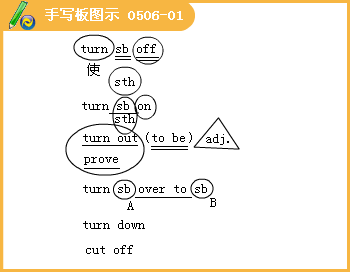 手写板图示 0506-01
turn sb off
使
sth
turn sb on
sth
turn out (to be) adj.
prove
turn sb over to sb
A B
turn down
cut off